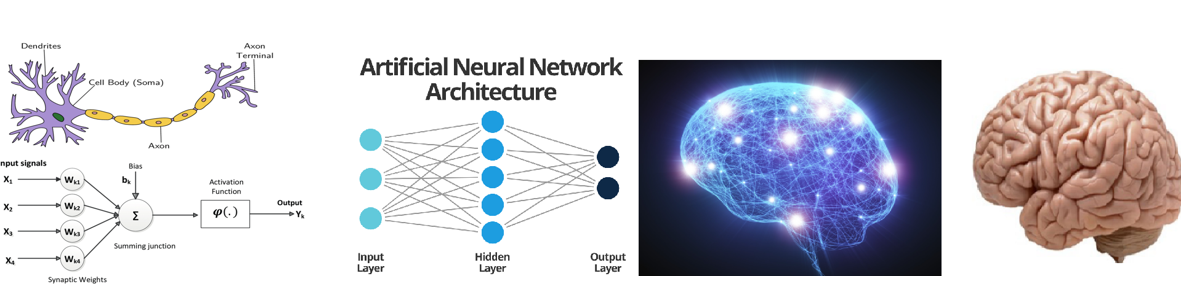 Dendrites
Axon
Terminal
Cell Body (Soma)
Axon
Input signals
Bias
bk
X1
Wk1
X2
Wk2
X3
Wk3
X4
Wk4
Σ
Summing junction
Synaptic Weights
Activation
Function
φ(.)
Output
Yk
Artificial Neural Network
Architecture
Input
Layer
Hidden
Layer
Output
Layer